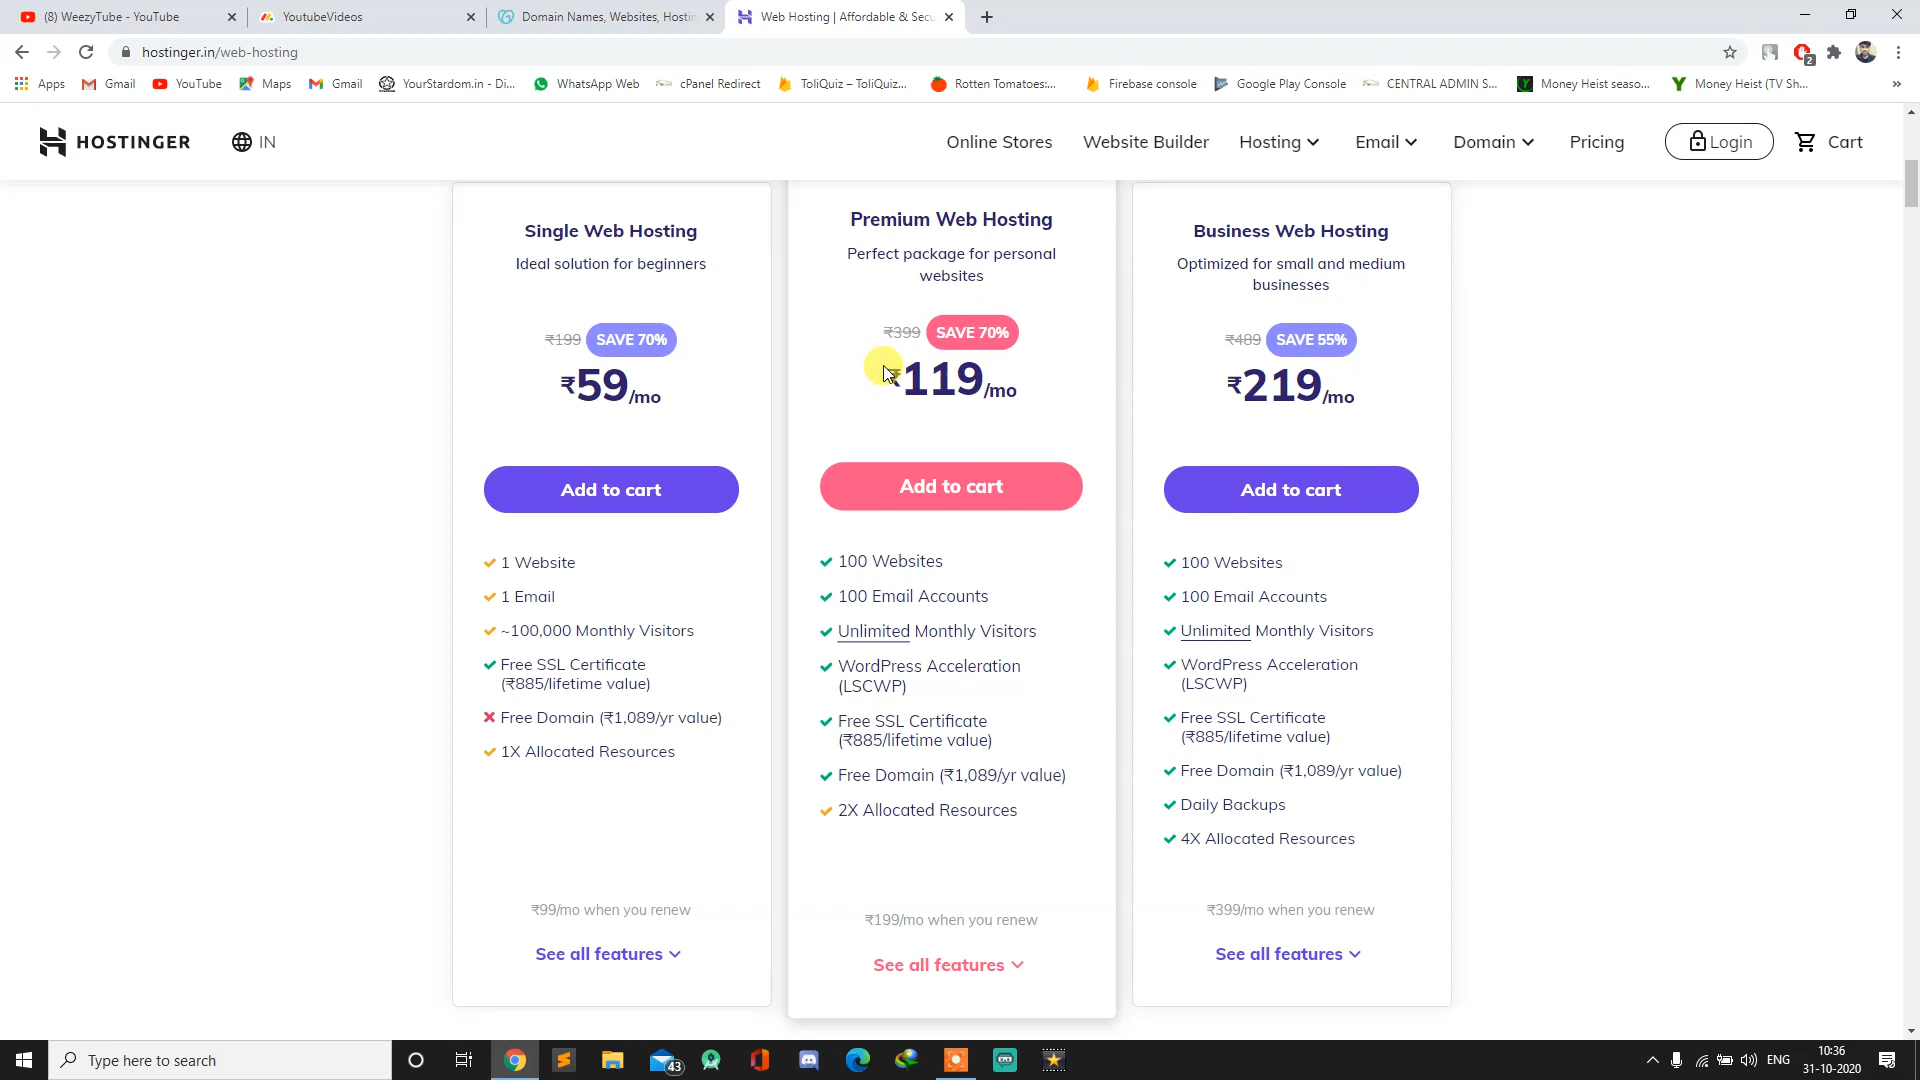 (8) WeezyTube - YouTube
YoutubeVideos
Domain Names, Websites, Hostin
Web Hosting | Affordable & Secu
hostinger.in/web-hosting
2
Apps
Gmail
YouTube
Maps
Gmail
YourStardom.in - Di...
WhatsApp Web
cPanel Redirect
ToliQuiz – ToliQuiz...
Rotten Tomatoes:...
Firebase console
Google Play Console
CENTRAL ADMIN S...
Money Heist seaso...
Money Heist (TV Sh...
HOSTINGER
IN
Online Stores
Website Builder
Hosting
Email
Domain
Pricing
Login
Cart
Single Web Hosting
Ideal solution for beginners
₹199 SAVE 70%
₹59/mo
Add to cart
1 Website
1 Email
~100,000 Monthly Visitors
Free SSL Certificate
(₹885/lifetime value)
Free Domain (₹1,089/yr value)
1X Allocated Resources
₹99/mo when you renew
See all features
Premium Web Hosting
Perfect package for personal
websites
₹399 SAVE 70%
₹119/mo
Add to cart
100 Websites
100 Email Accounts
Unlimited Monthly Visitors
WordPress Acceleration
(LSCWP)
Free SSL Certificate
(₹885/lifetime value)
Free Domain (₹1,089/yr value)
2X Allocated Resources
₹199/mo when you renew
See all features
Business Web Hosting
Optimized for small and medium
businesses
₹489 SAVE 55%
₹219/mo
Add to cart
100 Websites
100 Email Accounts
Unlimited Monthly Visitors
WordPress Acceleration
(LSCWP)
Free SSL Certificate
(₹885/lifetime value)
Free Domain (₹1,089/yr value)
Daily Backups
4X Allocated Resources
₹399/mo when you renew
See all features
Type here to search
43
ENG
10:36
31-10-2020